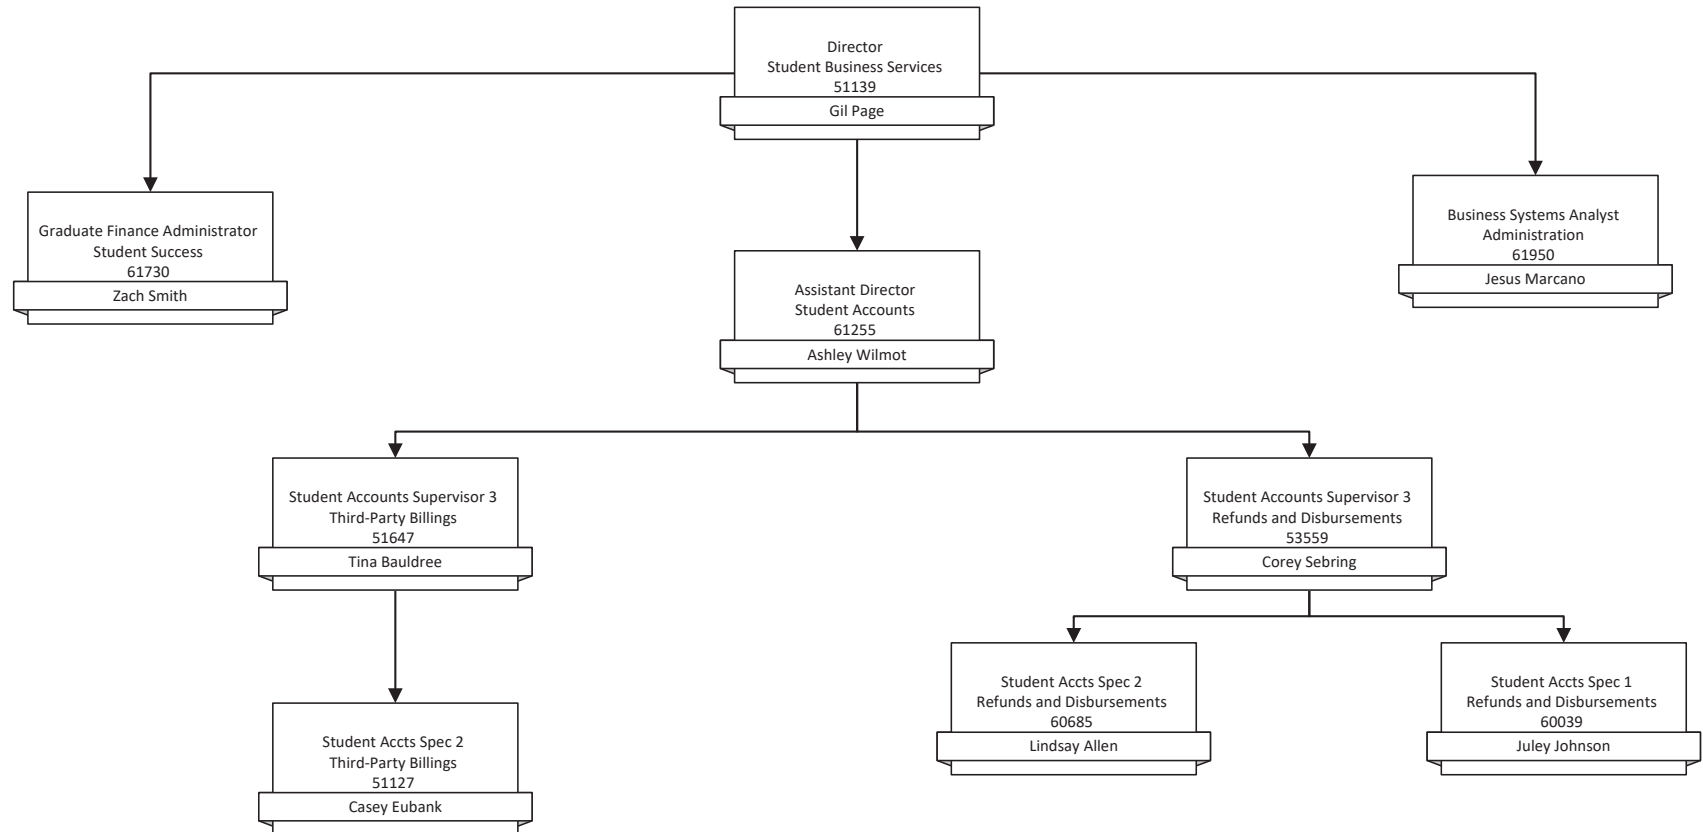 Director
Student Business Services
51139
Gil Page
Graduate Finance Administrator
Student Success
61730
Zach Smith
Business Systems Analyst
Administration
61950
Jesus Marcano
Assistant Director
Student Accounts
61255
Ashley Wilmot
Student Accounts Supervisor 3
Third-Party Billings
51647
Tina Bauldree
Student Accounts Supervisor 3
Refunds and Disbursements
53559
Corey Sebring
Student Accts Spec 2
Refunds and Disbursements
60685
Lindsay Allen
Student Accts Spec 1
Refunds and Disbursements
60039
Juley Johnson
Student Accts Spec 2
Third-Party Billings
51127
Casey Eubank